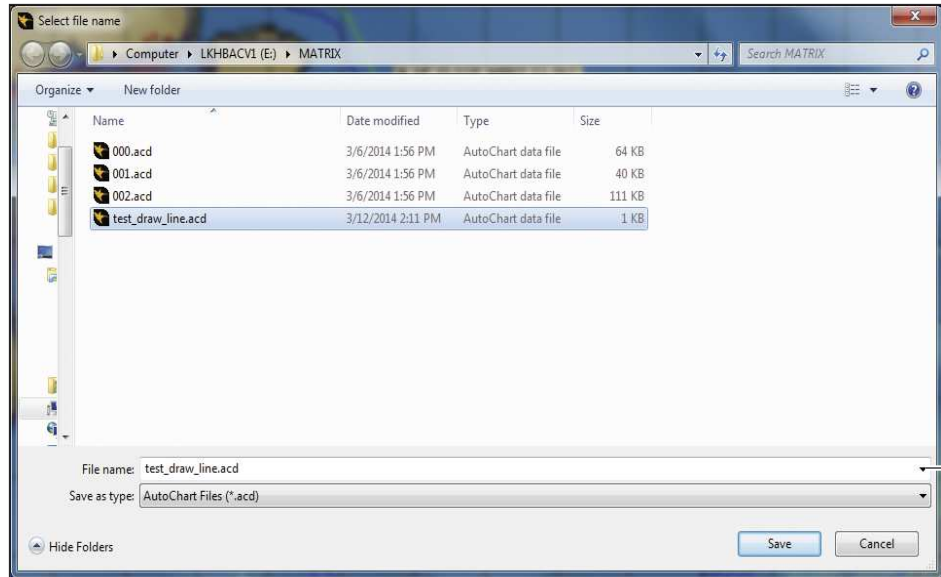 Select file name
Computer LKHBACV1 (E:) MATRIX Search MATRIX
Organize New folder
Name Date modified Type Size
000.acd 3/6/2014 1:56 PM AutoChart data file 64 KB
001.acd 3/6/2014 1:56 PM AutoChart data file 40 KB
002.acd 3/6/2014 1:56 PM AutoChart data file 111 KB
test_draw_line.acd 3/12/2014 2:11 PM AutoChart data file 1 KB
File name: test_draw_line.acd
Save as type: AutoChart Files (*.acd)
Hide Folders Save Cancel